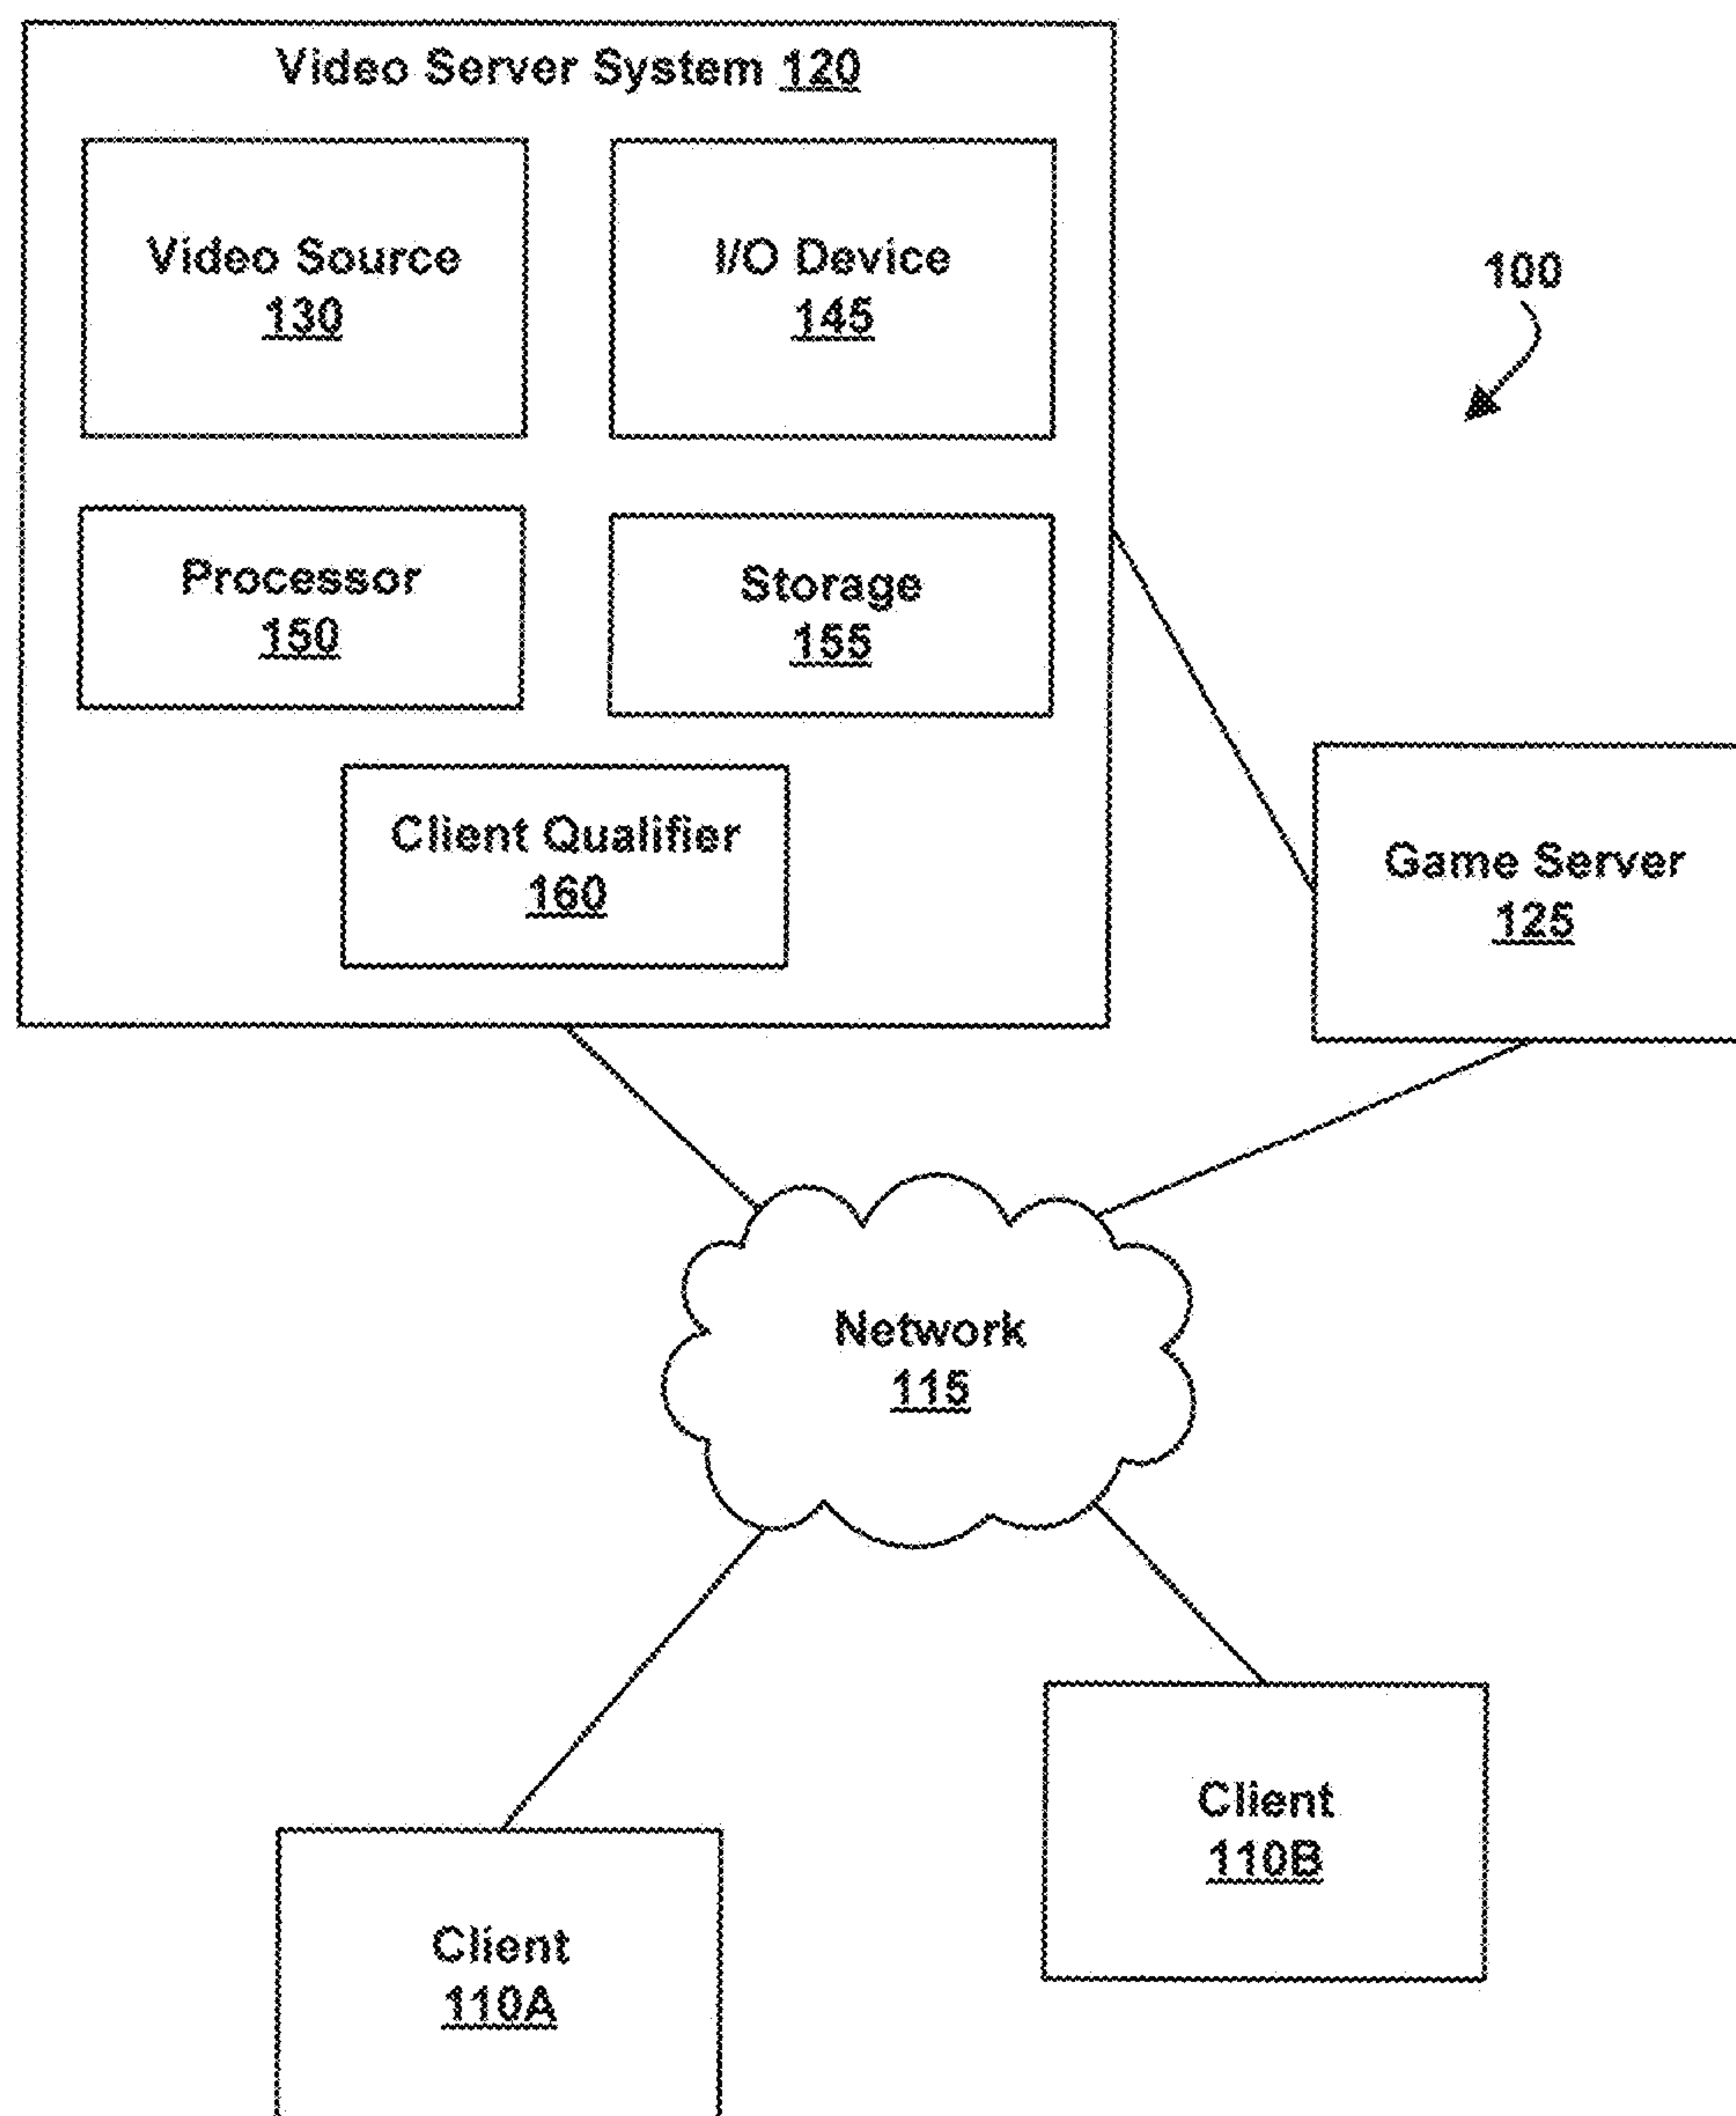 Video Server System 120
Video Source
130
I/O Device
145
100
Processor
150
Storage
155
Client Qualifier
160
Game Server
125
Network
115
Client
110B
Client
110A